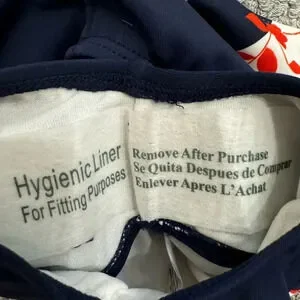 Hygienic Liner
For Fitting Purposes
Remove After Purchase
Se Quita Despues de Comprar
Enlever Apres L'Achat